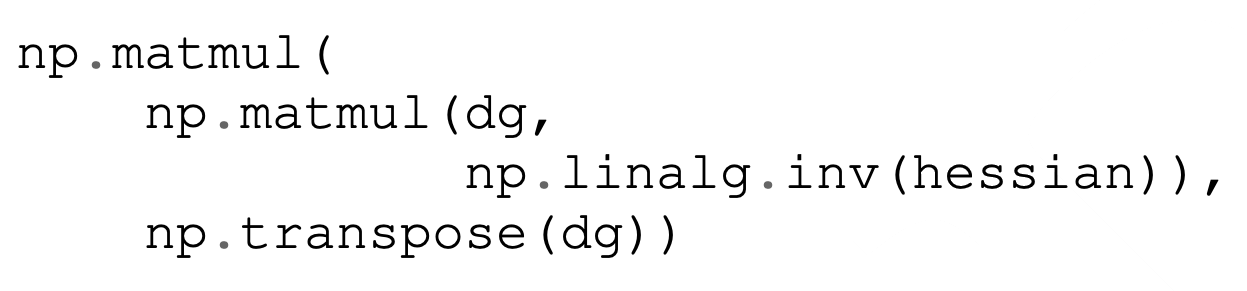 np.matmul(
    np.matmul(dg,
              np.linalg.inv(hessian)),
    np.transpose(dg))